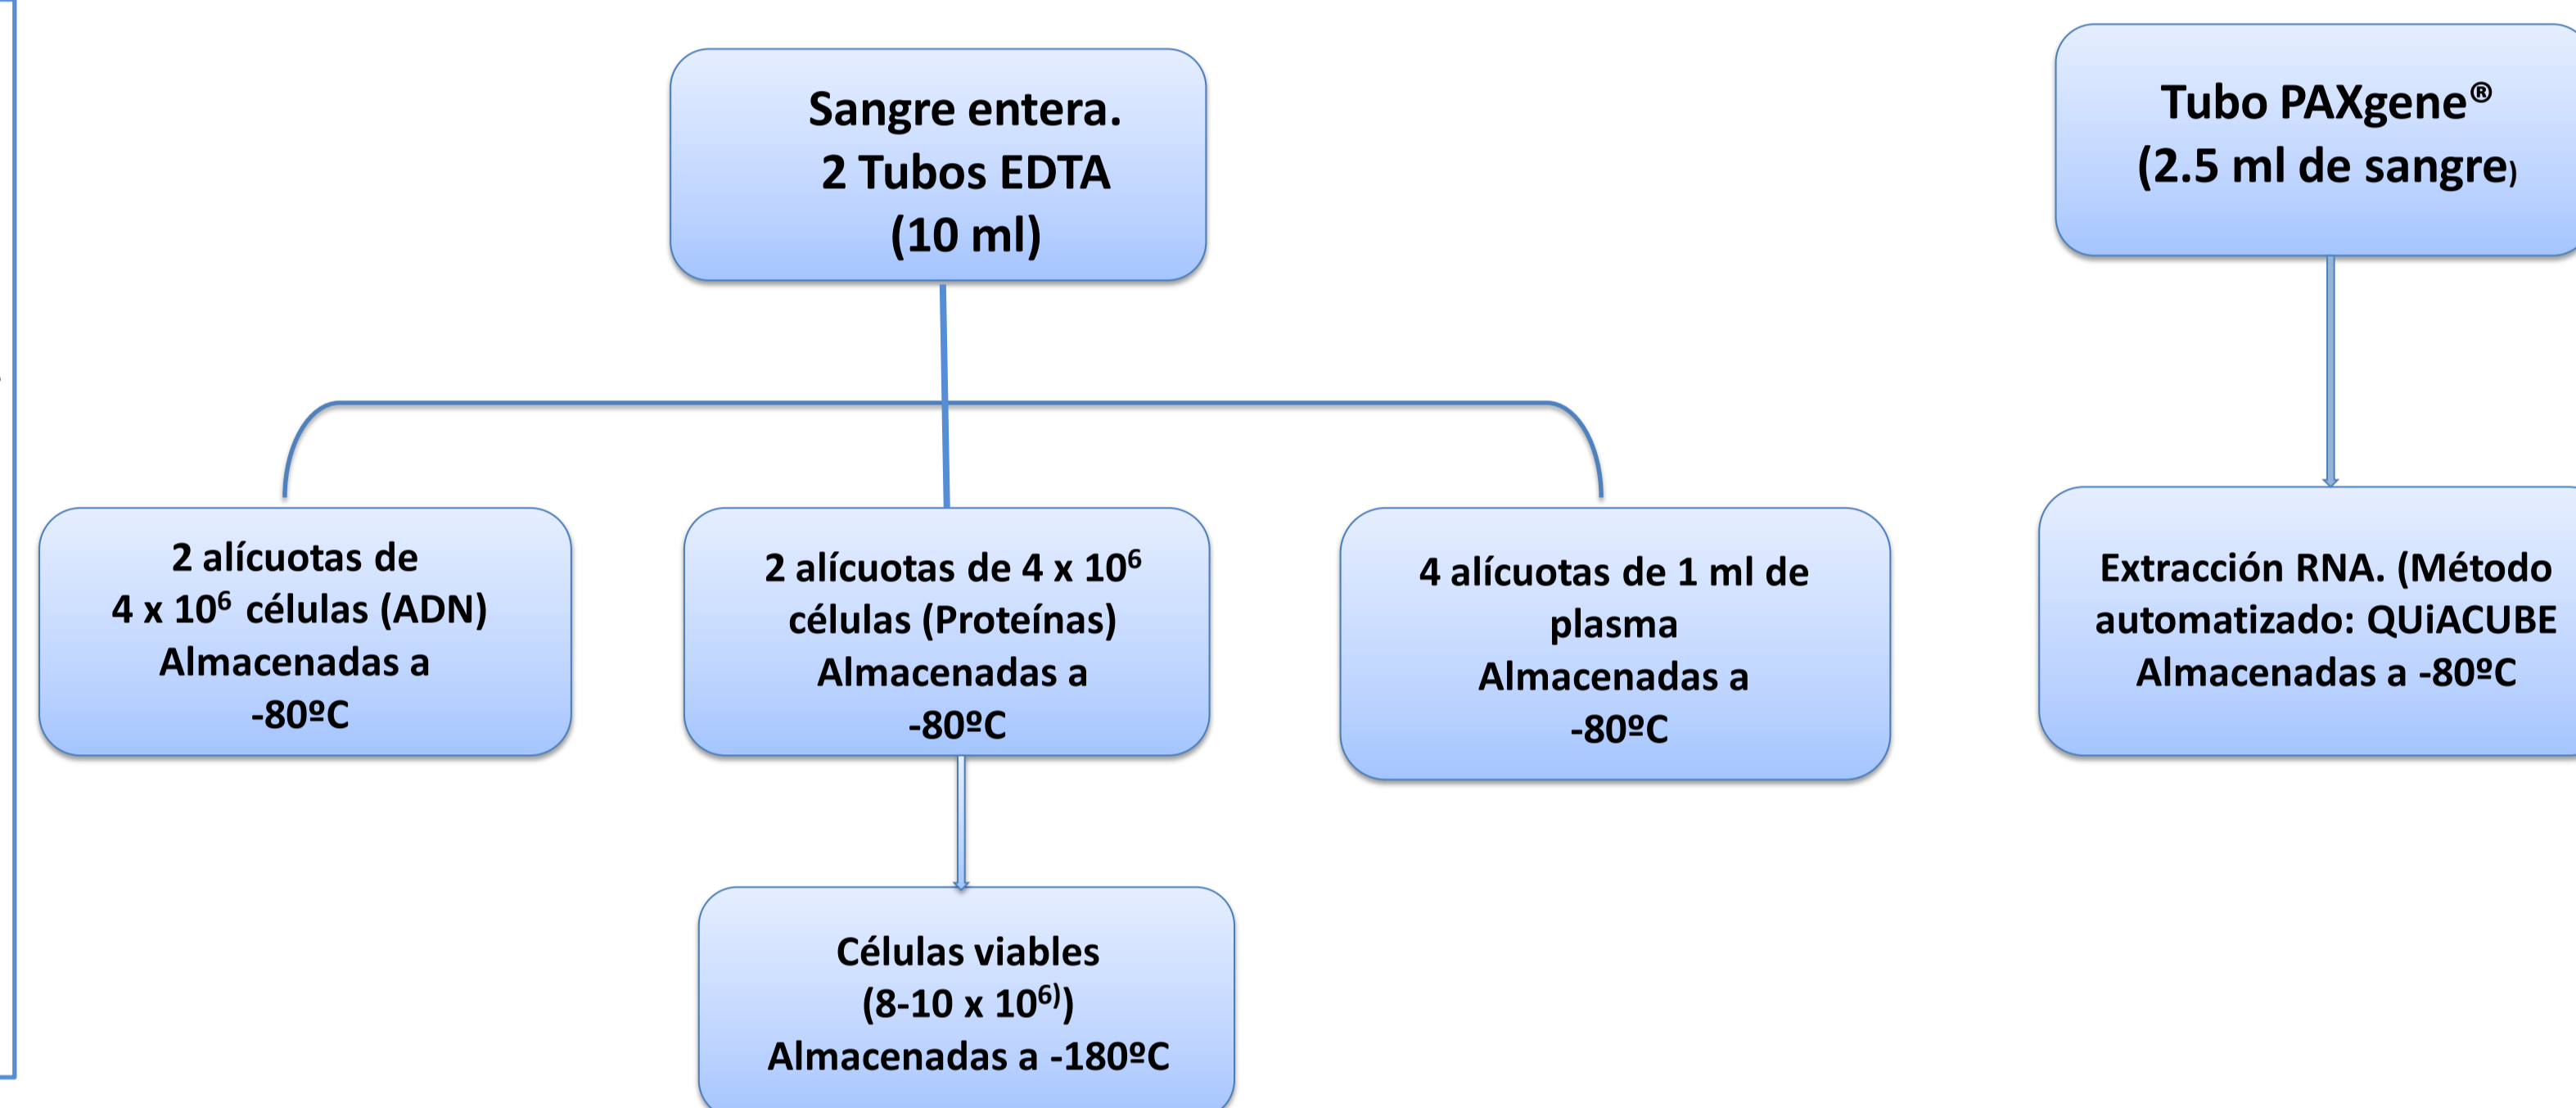 Sangre entera.
2 Tubos EDTA
(10 ml)
Tubo PAXgene®
(2.5 ml de sangre)
2 alícuotas de
4 x 10⁶ células (ADN)
Almacenadas a
-80ºC
2 alícuotas de 4 x 10⁶
células (Proteínas)
Almacenadas a
-80ºC
4 alícuotas de 1 ml de
plasma
Almacenadas a
-80ºC
Extracción RNA. (Método
automatizado: QUiACUBE
Almacenadas a -80ºC
Células viables
(8-10 x 10⁶⁾)
Almacenadas a -180ºC